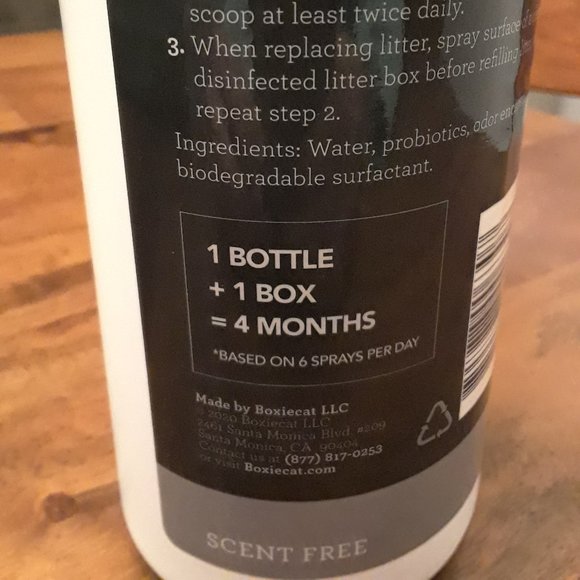 scoop at least twice daily.
3. When replacing litter, spray surface of
disinfected litter box before refilling
repeat step 2.
Ingredients: Water, probiotics, odor
biodegradable surfactant.
1 BOTTLE
+ 1 BOX
= 4 MONTHS
*BASED ON 6 SPRAYS PER DAY
Made by Boxiecat LLC
© 2020 Boxiecat LLC
2461 Santa Monica Blvd. #209
Santa Monica, CA 90404
Contact us at (877) 817-0253
or visit Boxiecat.com
SCENT FREE